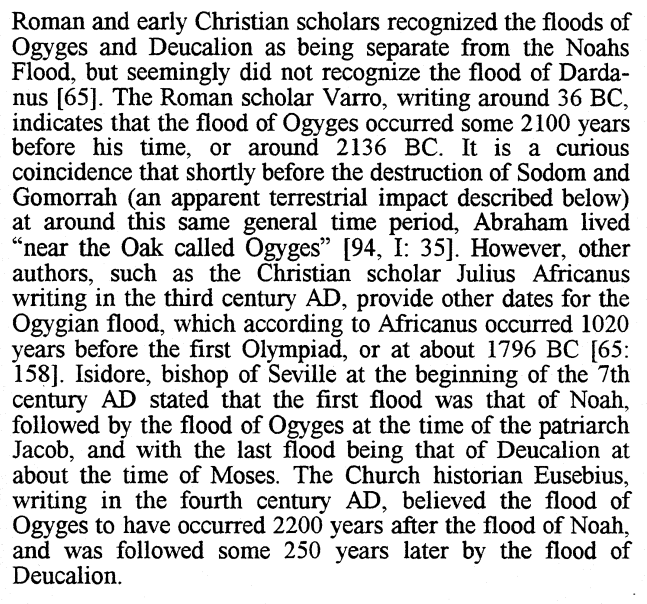 Roman and early Christian scholars recognized the floods of
Ogyges and Deucalion as being separate from the Noahs
Flood, but seemingly did not recognize the flood of Darda-
nus [65]. The Roman scholar Varro, writing around 36 BC,
indicates that the flood of Ogyges occurred some 2100 years
before his time, or around 2136 BC. It is a curious
coincidence that shortly before the destruction of Sodom and
Gomorrah (an apparent terrestrial impact described below)
at around this same general time period, Abraham lived
“near the Oak called Ogyges” [94, I: 35]. However, other
authors, such as the Christian scholar Julius Africanus
writing in the third century AD, provide other dates for the
Ogygian flood, which according to Africanus occurred 1020
years before the first Olympiad, or at about 1796 BC [65:
158]. Isidore, bishop of Seville at the beginning of the 7th
century AD stated that the first flood was that of Noah,
followed by the flood of Ogyges at the time of the patriarch
Jacob, and with the last flood being that of Deucalion at
about the time of Moses. The Church historian Eusebius,
writing in the fourth century AD, believed the flood of
Ogyges to have occurred 2200 years after the flood of Noah,
and was followed some 250 years later by the flood of
Deucalion.